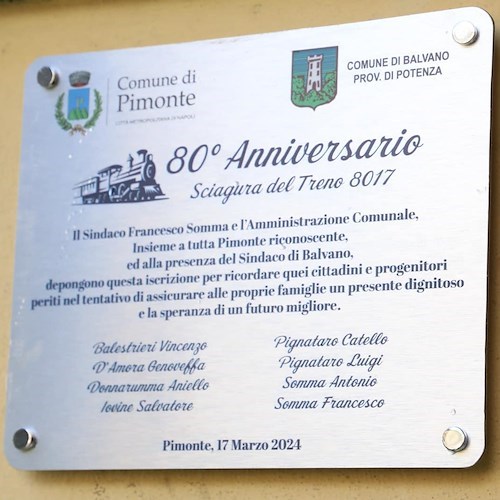 Comune di
Pimonte
CITTÀ METROPOLITANA DI NAPOLI
COMUNE DI BALVANO
PROV. DI POTENZA
80° Anniversario
Sciagura del Treno 8017
Il Sindaco Francesco Somma e l'Amministrazione Comunale,
Insieme a tutta Pimonte riconoscente,
ed alla presenza del Sindaco di Balvano,
depongono questa iscrizione per ricordare quei cittadini e progenitori
periti nel tentativo di assicurare alle proprie famiglie un presente dignitoso
e la speranza di un futuro migliore.
Balestrieri Vincenzo
D'Amora Genoveffa
Donnarumma Aniello
Iovine Salvatore
Pignataro Catello
Pignataro Luigi
Somma Antonio
Somma Francesco
Pimonte, 17 Marzo 2024